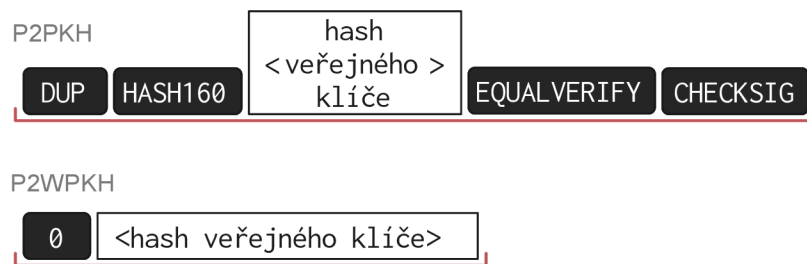 P2PKH
hash
DUP HASH160 <veřejného> EQUALVERIFY CHECKSIG
klíče
P2WPKH
0 <hash veřejného klíče>